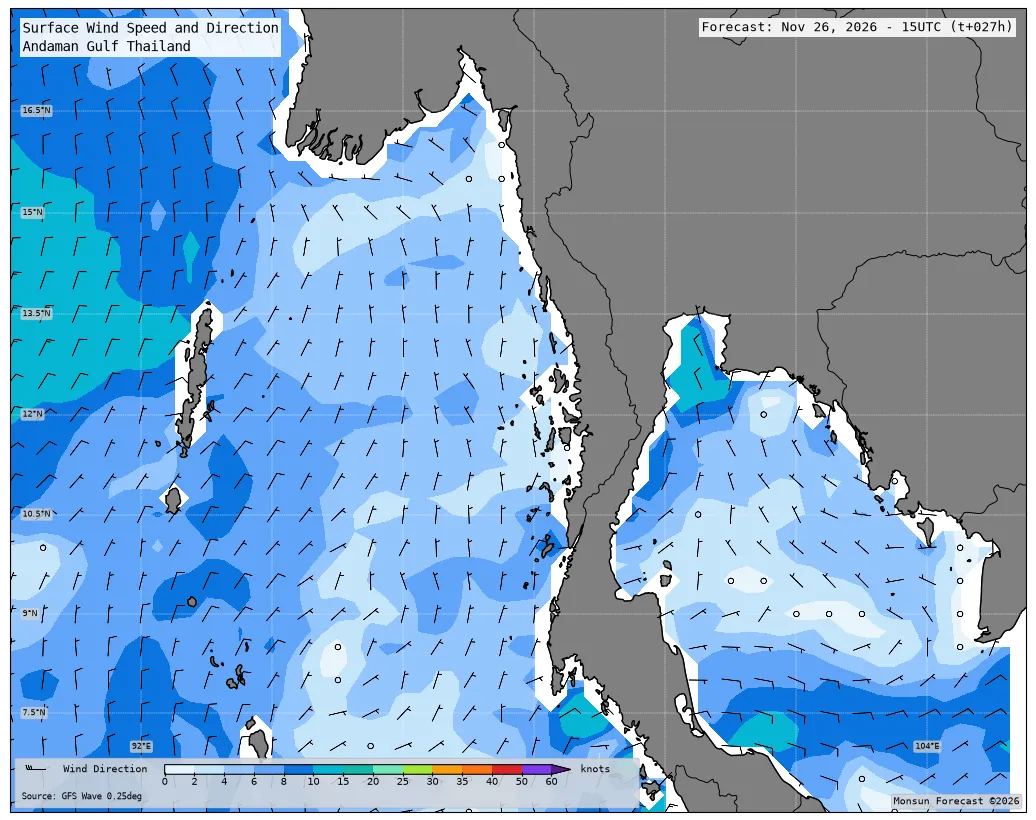 Surface Wind Speed and Direction
Andaman Gulf Thailand
Forecast: Nov 26, 2026 - 15UTC (t+027h)
16.5°N
15°N
13.5°N
12°N
10.5°N
9°N
7.5°N
92°E
104°E
Wind Direction
knots
0 2 4 6 8 10 15 20 25 30 35 40 50 60
Source: GFS Wave 0.25deg
Monsun Forecast ©2026